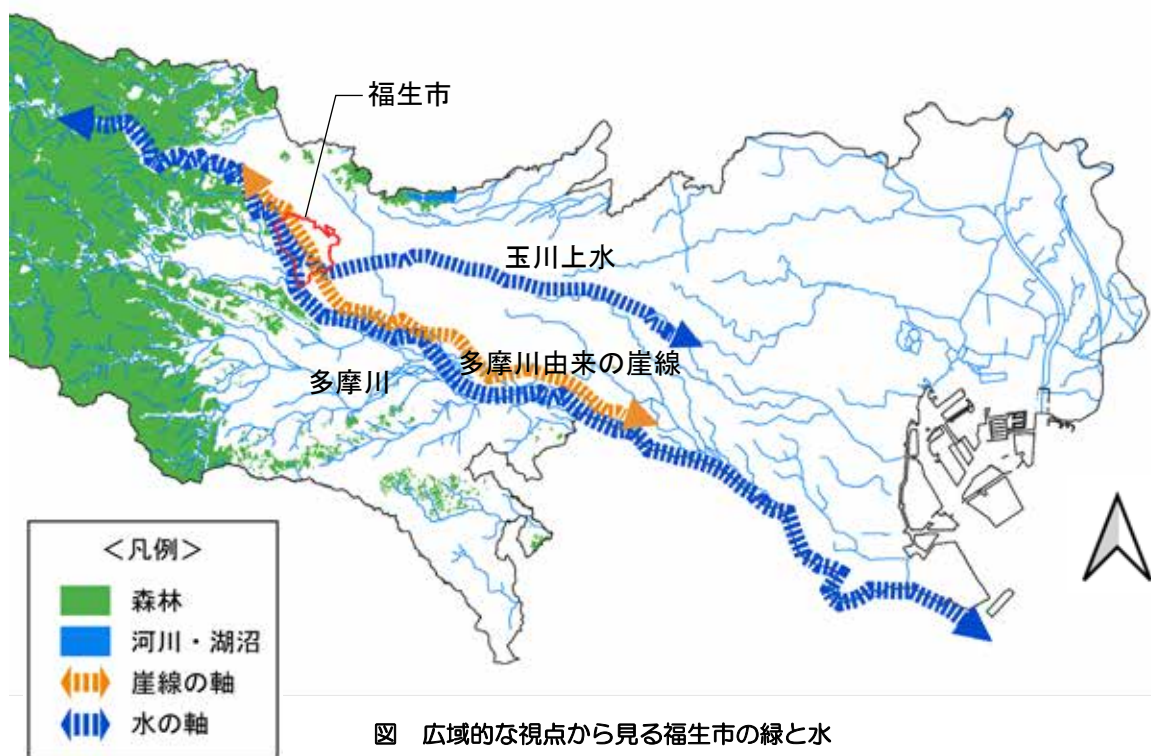 福生市
玉川上水
多摩川由来の崖線
多摩川
<凡例>
森林
河川・湖沼
崖線の軸
水の軸
図 広域的な視点から見る福生市の緑と水